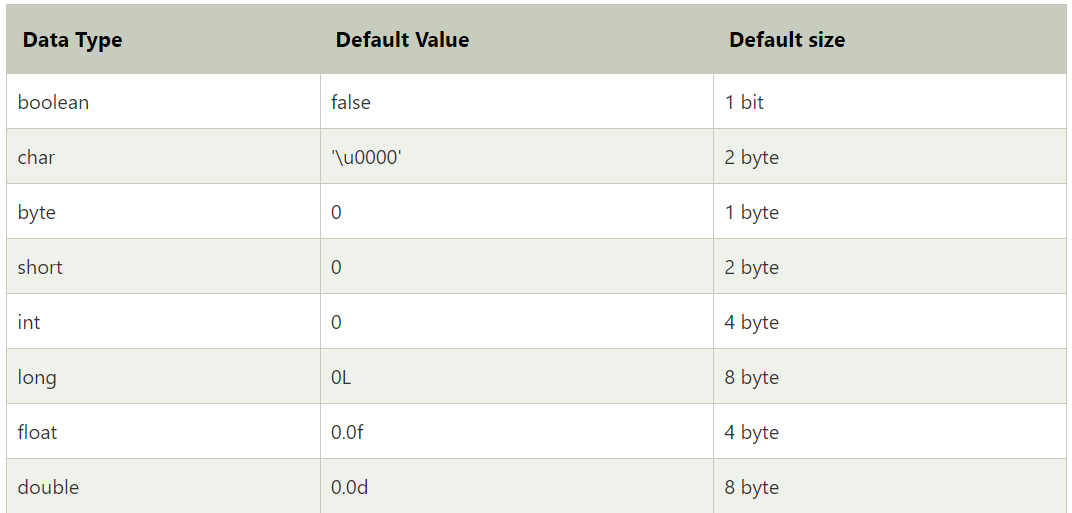 Data Type Default Value Default size
boolean false 1 bit
char '\u0000' 2 byte
byte 0 1 byte
short 0 2 byte
int 0 4 byte
long 0L 8 byte
float 0.0f 4 byte
double 0.0d 8 byte